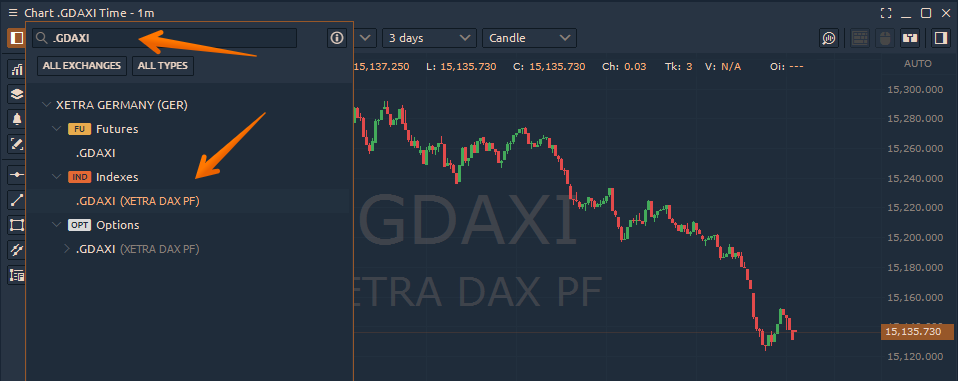 Chart .GDAXI Time - 1m
.GDAXI
3 days
Candle
15,137.250 L: 15,135.730 C: 15,135.730 Ch: 0.03 Tk: 3 V: N/A Oi: ---
AUTO
ALL EXCHANGES ALL TYPES
XETRA GERMANY (GER)
FU Futures
.GDAXI
IND Indexes
.GDAXI (XETRA DAX PF)
OPT Options
.GDAXI (XETRA DAX PF)
GDAXI
ETRA DAX PF
15,300.000
15,280.000
15,260.000
15,240.000
15,220.000
15,200.000
15,180.000
15,160.000
15,135.730
15,120.000